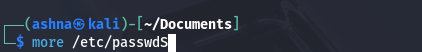 ┌──(ashna㉿kali)-[~/Documents]
└─$ more /etc/passwdS